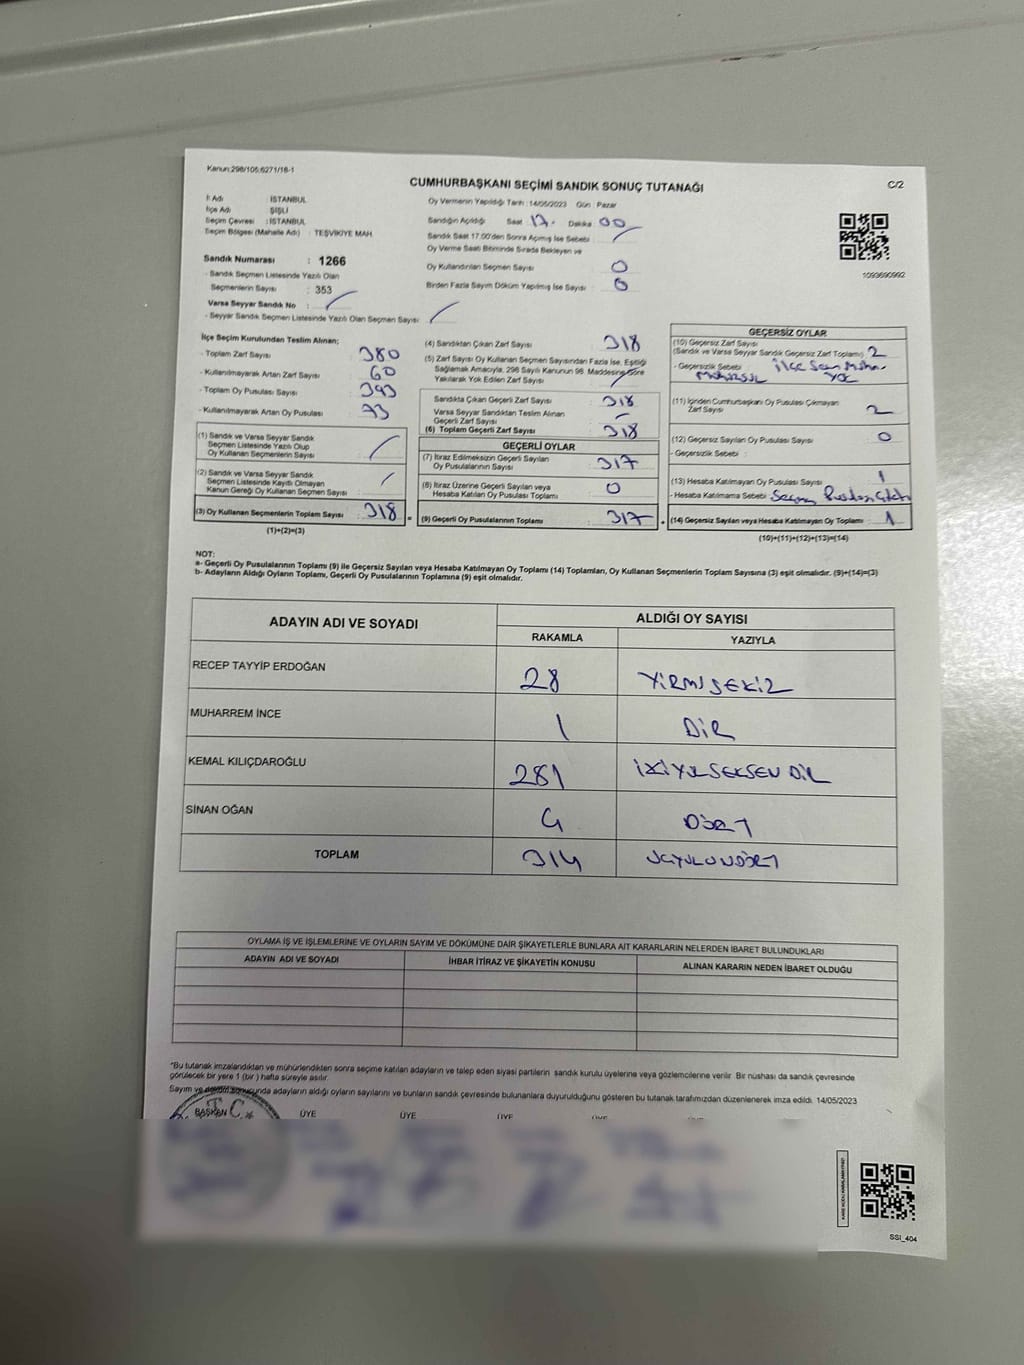 Kanun:298/105;6271/18-1
CUMHURBAŞKANI SEÇİMİ SANDIK SONUÇ TUTANAĞI
C/2
İl Adı : İSTANBUL
İlçe Adı : ŞİŞLİ
Seçim Çevresi : İSTANBUL
Seçim Bölgesi (Mahalle Adı) : TEŞVİKİYE MAH.
Sandık Numarası : 1266
- Sandık Seçmen Listesinde Yazılı Olan
Seçmenlerin Sayısı : 353
Varsa Seyyar Sandık No :
- Seyyar Sandık Seçmen Listesinde Yazılı Olan Seçmen Sayısı :
Oy Vermenin Yapıldığı Tarih : 14/05/2023 Gün : Pazar
Sandığın Açıldığı Saat 17 Dakika 00
Sandık Saat 17.00'den Sonra Açılmış İse Sebebi
Oy Verme Saati Bitiminde Sırada Bekleyen ve
Oy Kullandırılan Seçmen Sayısı : 0
Birden Fazla Sayım Döküm Yapılmış İse Sayısı : 0
1093690992
İlçe Seçim Kurulundan Teslim Alınan;
- Toplam Zarf Sayısı : 380
- Kullanılmayarak Artan Zarf Sayısı : 60
- Toplam Oy Pusulası Sayısı : 393
- Kullanılmayarak Artan Oy Pusulası : 73
(1) Sandık ve Varsa Seyyar Sandık
Seçmen Listesinde Yazılı Olup
Oy Kullanan Seçmenlerin Sayısı :
(2) Sandık ve Varsa Seyyar Sandık
Seçmen Listesinde Kayıtlı Olmayan
Kanun Gereği Oy Kullanan Seçmen Sayısı :
(3) Oy Kullanan Seçmenlerin Toplam Sayısı : 318
(1)+(2)=(3)
(4) Sandıktan Çıkan Zarf Sayısı : 318
(5) Zarf Sayısı Oy Kullanan Seçmen Sayısından Fazla İse, Eşitliği
Sağlamak Amacıyla, 298 Sayılı Kanunun 98. Maddesine Göre
Yakılarak Yok Edilen Zarf Sayısı :
Sandıkta Çıkan Geçerli Zarf Sayısı : 318
Varsa Seyyar Sandıktan Teslim Alınan
Geçerli Zarf Sayısı : -
(6) Toplam Geçerli Zarf Sayısı : 318
GEÇERLİ OYLAR
(7) İtiraz Edilmeksizin Geçerli Sayılan
Oy Pusulalarının Sayısı : 317
(8) İtiraz Üzerine Geçerli Sayılan veya
Hesaba Katılan Oy Pusulası Toplamı : 0
(9) Geçerli Oy Pusulalarının Toplamı : 317
GEÇERSİZ OYLAR
(10) Geçersiz Zarf Sayısı
(Sandık ve Varsa Seyyar Sandık Geçersiz Zarf Toplamı) : 2
- Geçersizlik Sebebi : İlçe Seçim
YOK
(11) İçinden Cumhurbaşkanı Oy Pusulası Çıkmayan
Zarf Sayısı : 2
(12) Geçersiz Sayılan Oy Pusulası Sayısı : 0
- Geçersizlik Sebebi :
(13) Hesaba Katılmayan Oy Pusulası Sayısı : 1
- Hesaba Katılmama Sebebi :
(14) Geçersiz Sayılan veya Hesaba Katılmayan Oy Toplamı : 1
(10)+(11)+(12)+(13)=(14)
NOT:
a- Geçerli Oy Pusulalarının Toplamı (9) ile Geçersiz Sayılan veya Hesaba Katılmayan Oy Toplamı (14) Toplamları, Oy Kullanan Seçmenlerin Toplam Sayısına (3) eşit olmalıdır. (9)+(14)=(3)
b- Adayların Aldığı Oyların Toplamı, Geçerli Oy Pusulalarının Toplamına (9) eşit olmalıdır.
ADAYIN ADI VE SOYADI
ALDIĞI OY SAYISI
RAKAMLA YAZIYLA
RECEP TAYYİP ERDOĞAN 28 YİRMİSEKİZ
MUHARREM İNCE 1 BİR
KEMAL KILIÇDAROĞLU 281 İKİYÜZSEKSEN BİR
SİNAN OĞAN 4 DÖRT
TOPLAM 314 ÜÇYÜZONDÖRT
OYLAMA İŞ VE İŞLEMLERİNE VE OYLARIN SAYIM VE DÖKÜMÜNE DAİR ŞİKAYETLERLE BUNLARA AİT KARARLARIN NELERDEN İBARET BULUNDUKLARI
ADAYIN ADI VE SOYADI İHBAR İTİRAZ VE ŞİKAYETİN KONUSU ALINAN KARARIN NEDEN İBARET OLDUĞU
*Bu tutanak imzalandıktan ve mühürlendikten sonra seçime katılan adayların ve talep eden siyasi partilerin sandık kurulu üyelerine veya gözlemcilerine verilir. Bir nüshası da sandık çevresinde
görülecek bir yere 1 (bir ) hafta süreyle asılır.
Sayım ve döküm sonucunda adayların aldığı oyların sayılarını ve bunların sandık çevresinde bulunanlara duyurulduğunu gösteren bu tutanak tarafımızdan düzenlenerek imza edildi. 14/05/2023
BAŞKAN ÜYE ÜYE ÜYE ÜYE
T.C.
SSI_404